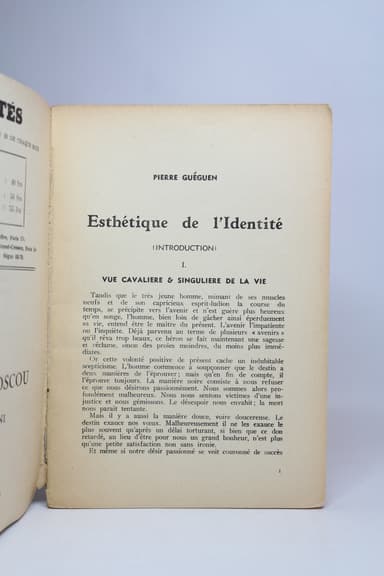 TÉS
PIERRE GUÉGUEN
Esthétique de l'Identité
(INTRODUCTION)
I.
VUE CAVALIERE & SINGULIERE DE LA VIE
Tandis que le très jeune homme, mimant de ses muscles
neufs et de son capricieux esprit-ludion la course du
temps, se précipite vers l'avenir et n'est guère plus heureux
qu'en songe, l'homme, bien loin de gâcher ainsi éperdument
sa vie, entend être le maître du présent. L'avenir l'impatiente
ou l'inquiète. Déjà parvenu au terme de plusieurs « avenirs »
qu'il rêva trop beaux, ce héros se fait maintenant une sagesse
et réclame, sinon des proies moindres, du moins plus immé-
diates.
Or cette volonté positive de présent cache un indubitable
scepticisme. L'homme commence à soupçonner que le destin a
deux manières de l'éprouver; mais qu'en fin de compte, il
l'éprouve toujours. La manière noire consiste à nous refuser
ce que nous désirions passionnément. Nous sommes alors pro-
fondément malheureux. Nous nous sentons victimes d'une in-
justice et nous gémissons. Le désespoir nous envahit; la mort
nous parait tentante.
Mais il y a aussi la manière douce, voire doucereuse. Le
destin exauce nos vœux. Malheureusement il ne les exauce le
plus souvent qu'après un délai torturant, si bien que ce don
retardé, au lieu d'être pour nous un grand bonheur, n'est plus
qu'une petite satisfaction non sans ironie.
Et même si notre désir passionné se voit couronné de succès
1
OSCOU